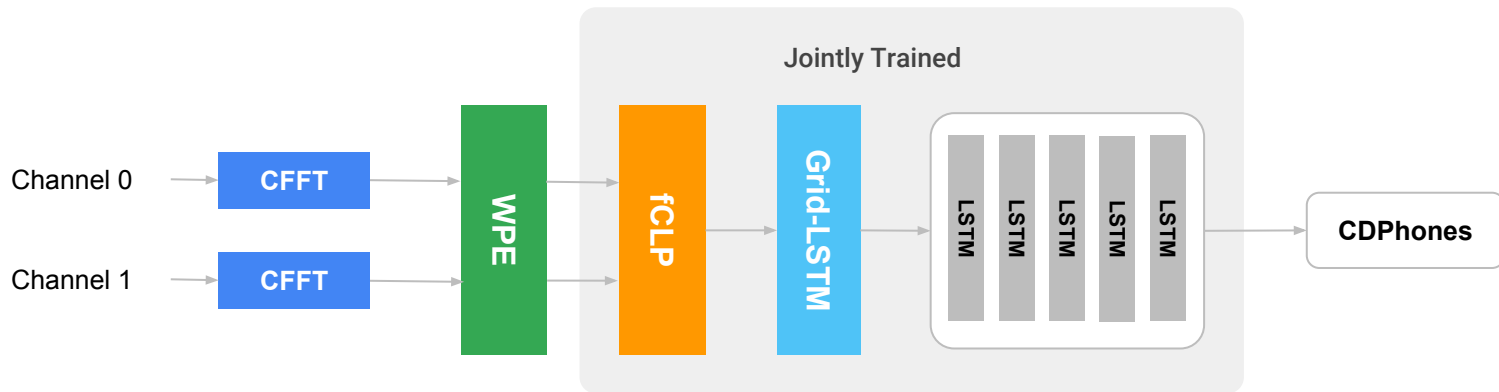 Jointly Trained
Channel 0
CFFT
Channel 1
CFFT
WPE
fCLP
Grid-LSTM
LSTM
LSTM
LSTM
LSTM
LSTM
CDPhones